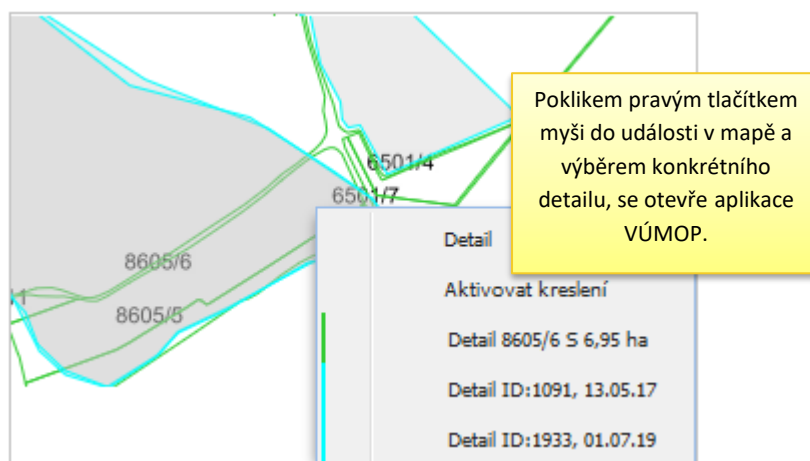 Poklikem pravým tlačítkem
myši do události v mapě a
výběrem konkrétního
detailu, se otevře aplikace
VÚMOP.
6501/4
6501/7
8605/6
8605/5
Detail
Aktivovat kreslení
Detail 8605/6 S 6,95 ha
Detail ID:1091, 13.05.17
Detail ID:1933, 01.07.19